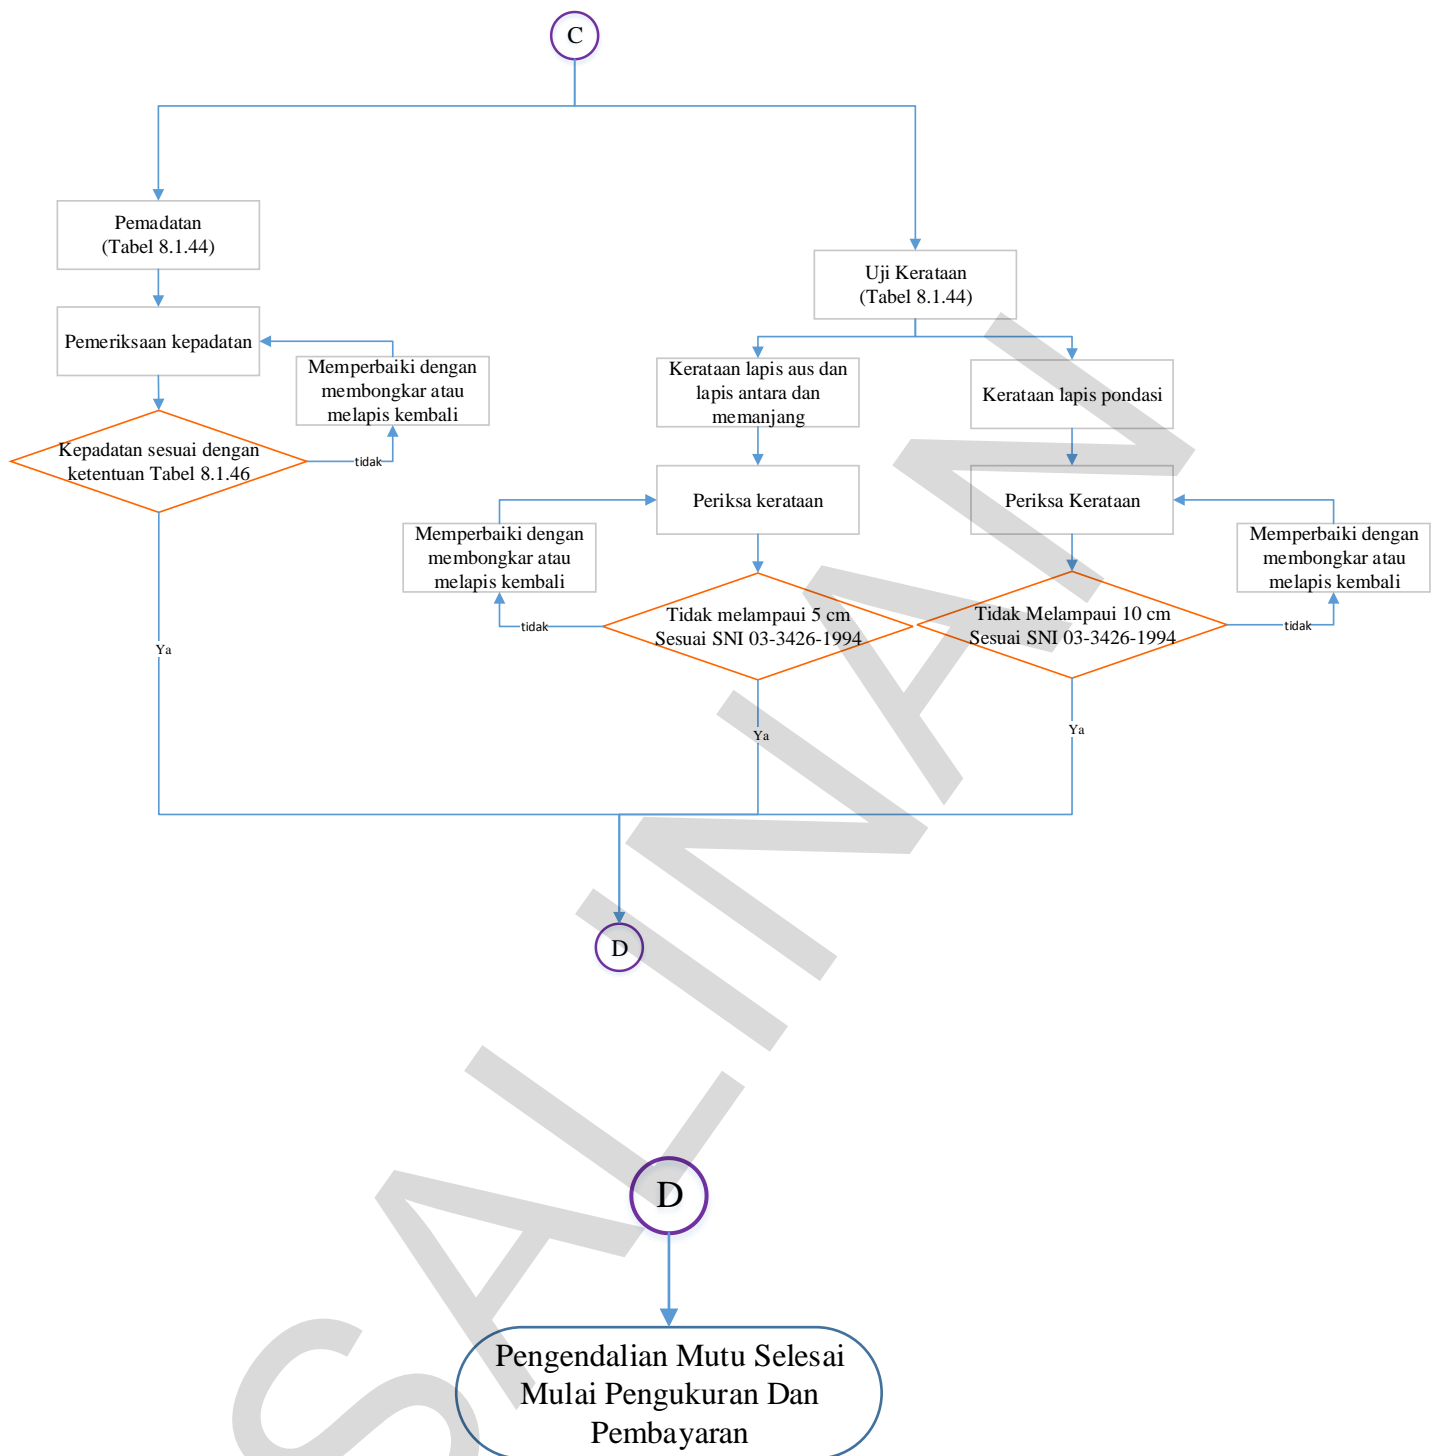 C
Pemadatan
(Tabel 8.1.44)
Pemeriksaan kepadatan
Memperbaiki dengan
membongkar atau
melapis kembali
Kepadatan sesuai dengan
ketentuan Tabel 8.1.46
tidak
Ya
Uji Kerataan
(Tabel 8.1.44)
Kerataan lapis aus dan
lapis antara dan
memanjang
Periksa kerataan
Memperbaiki dengan
membongkar atau
melapis kembali
Tidak melampaui 5 cm
Sesuai SNI 03-3426-1994
tidak
Ya
Kerataan lapis pondasi
Periksa Kerataan
Memperbaiki dengan
membongkar atau
melapis kembali
Tidak Melampaui 10 cm
Sesuai SNI 03-3426-1994
tidak
Ya
D
D
Pengendalian Mutu Selesai
Mulai Pengukuran Dan
Pembayaran
SALINAN